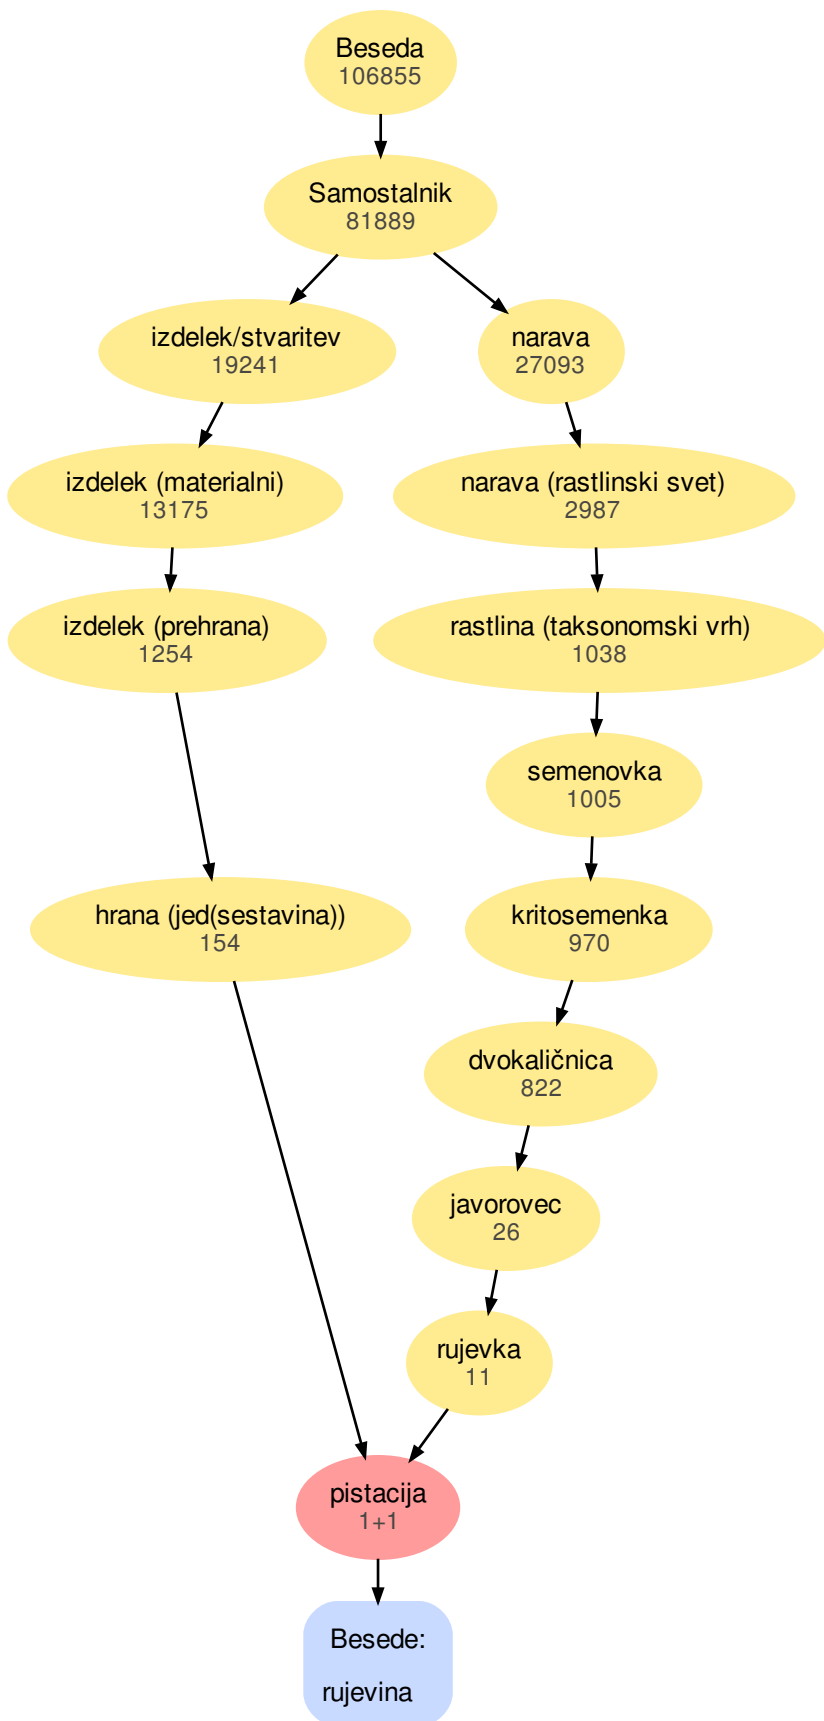 Beseda
106855
Samostalnik
81889
izdelek/stvaritev
19241
narava
27093
izdelek (materialni)
13175
narava (rastlinski svet)
2987
izdelek (prehrana)
1254
rastlina (taksonomski vrh)
1038
semenovka
1005
hrana (jed(sestavina))
154
kritosemenka
970
dvokaličnica
822
javorovec
26
rujevka
11
pistacija
1+1
Besede:
rujevina